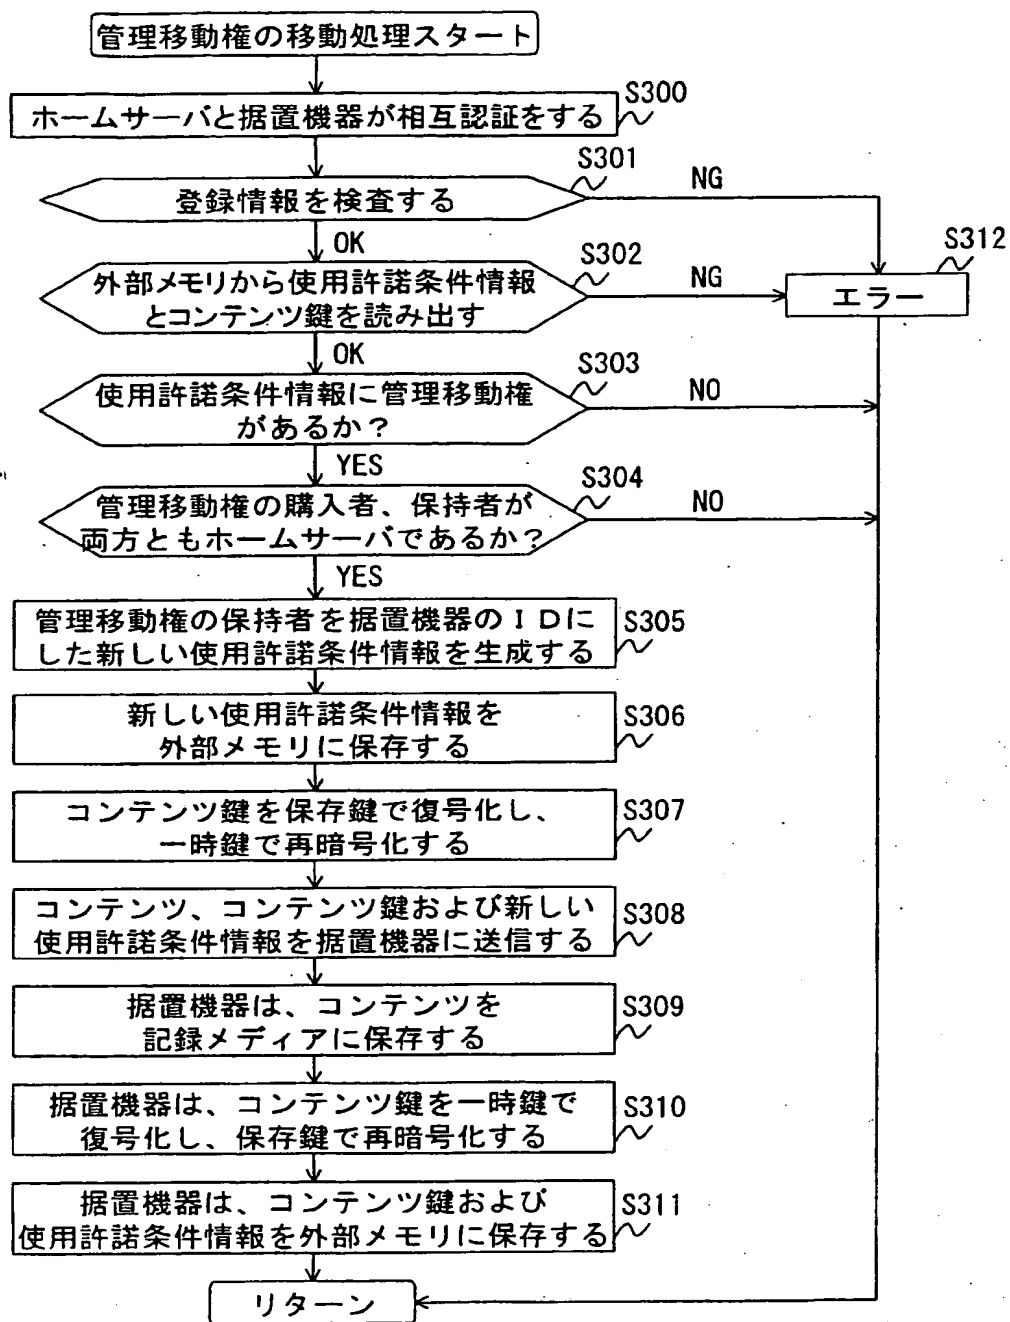 管理移動権の移動処理スタート
S300
ホームサーバと据置機器が相互認証をする
S301
NG
登録情報を検査する
OK
S302
NG
S312
外部メモリから使用許諾条件情報
とコンテンツ鍵を読み出す
エラー
OK
S303
NO
使用許諾条件情報に管理移動権
があるか?
YES
S304
NO
管理移動権の購入者、保持者が
両方ともホームサーバであるか?
YES
管理移動権の保持者を据置機器のIDに
した新しい使用許諾条件情報を生成する
S305
新しい使用許諾条件情報を
外部メモリに保存する
S306
コンテンツ鍵を保存鍵で復号化し、
一時鍵で再暗号化する
S307
コンテンツ、コンテンツ鍵および新しい
使用許諾条件情報を据置機器に送信する
S308
据置機器は、コンテンツを
記録メディアに保存する
S309
据置機器は、コンテンツ鍵を一時鍵で
復号化し、保存鍵で再暗号化する
S310
据置機器は、コンテンツ鍵および
使用許諾条件情報を外部メモリに保存する
S311
リターン